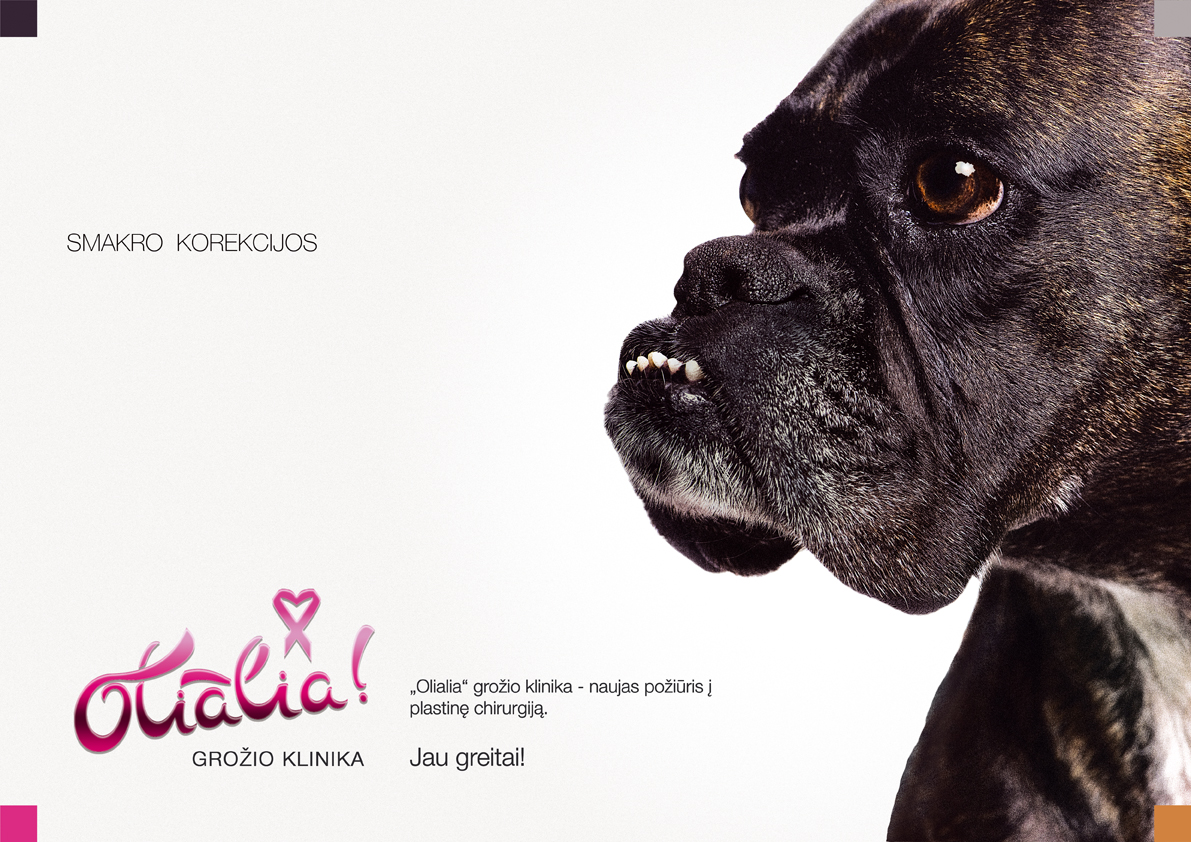 SMAKRO KOREKCIJOS
Olialia!
GROŽIO KLINIKA
„Olialia“ grožio klinika - naujas požiūris į
plastinę chirurgiją.
Jau greitai!